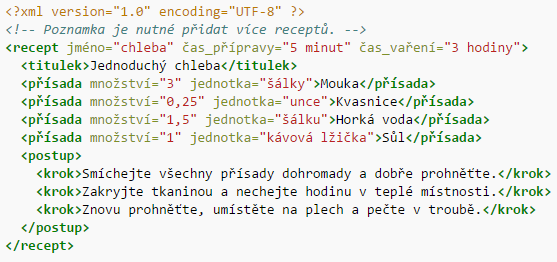 <?xml version="1.0" encoding="UTF-8" ?>
<!-- Poznamka je nutné přidat více receptů. -->
<recept jméno="chleba" čas_přípravy="5 minut" čas_vaření="3 hodiny">
<titulek>Jednoduchý chleba</titulek>
<přísada množství="3" jednotka="šálky">Mouka</přísada>
<přísada množství="0,25" jednotka="unce">Kvasnice</přísada>
<přísada množství="1,5" jednotka="šálku">Horká voda</přísada>
<přísada množství="1" jednotka="kávová lžička">Sůl</přísada>
<postup>
<krok>Smíchejte všechny přísady dohromady a dobře prohněťte.</krok>
<krok>Zakryjte tkaninou a nechejte hodinu v teplé místnosti.</krok>
<krok>Znovu prohněťte, umístěte na plech a pečte v troubě.</krok>
</postup>
</recept>